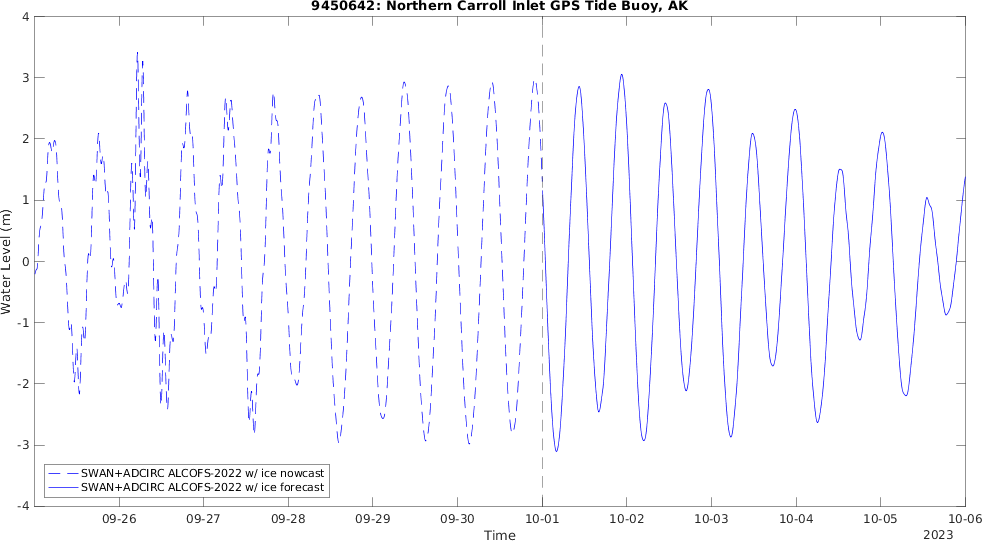 9450642: Northern Carroll Inlet GPS Tide Buoy, AK
4
3
2
1
0
-1
-2
-3
-4
Water Level (m)
SWAN+ADCIRC ALCOFS-2022 w/ ice nowcast
SWAN+ADCIRC ALCOFS-2022 w/ ice forecast
09-26 09-27 09-28 09-29 09-30 10-01 10-02 10-03 10-04 10-05 10-06
Time
2023